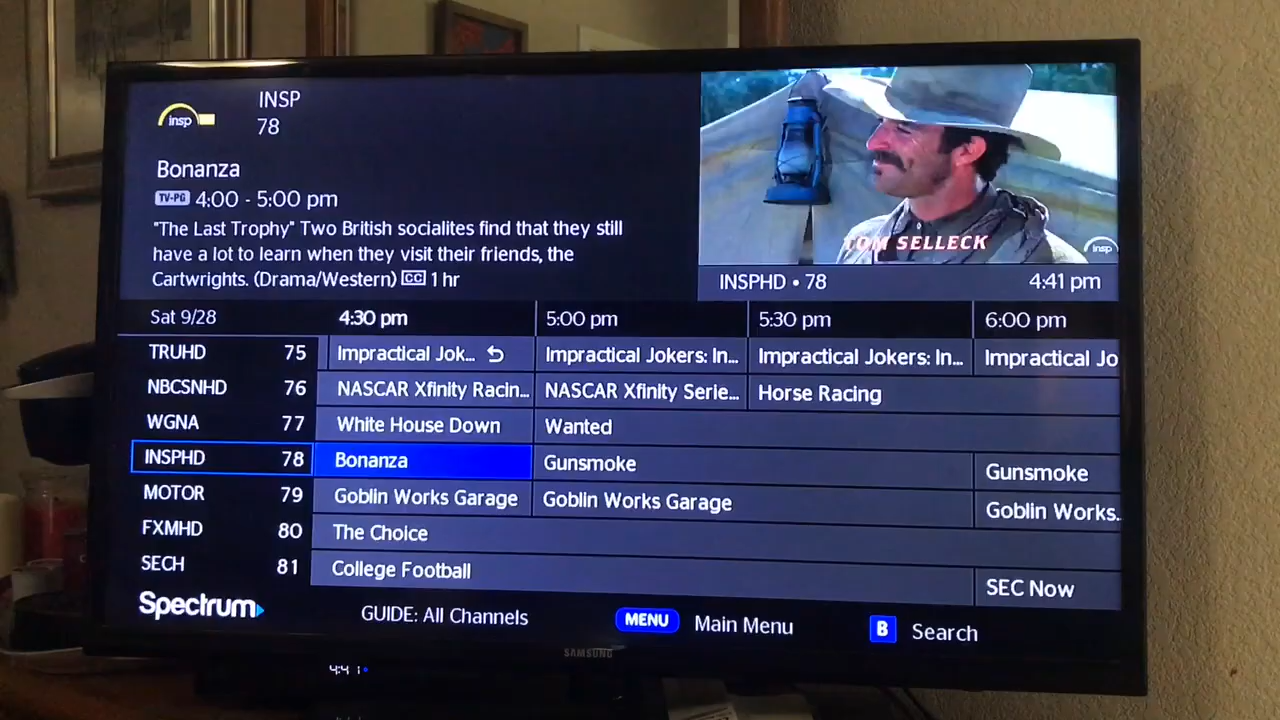 insp
INSP
78
Bonanza
TV-PG 4:00 - 5:00 pm
"The Last Trophy" Two British socialites find that they still
have a lot to learn when they visit their friends, the
Cartwrights. (Drama/Western) CC 1 hr
TOM SELLECK
insp
INSPHD • 78 4:41 pm
Sat 9/28 4:30 pm 5:00 pm 5:30 pm 6:00 pm
TRUHD 75 Impractical Jok... Impractical Jokers: In... Impractical Jokers: In... Impractical Jo
NBCSNHD 76 NASCAR Xfinity Racin... NASCAR Xfinity Serie... Horse Racing
WGNA 77 White House Down Wanted
INSPHD 78 Bonanza Gunsmoke Gunsmoke
MOTOR 79 Goblin Works Garage Goblin Works Garage Goblin Works...
FXMHD 80 The Choice
SECH 81 College Football SEC Now
Spectrum GUIDE: All Channels MENU Main Menu B Search
SAMSUNG
4:41